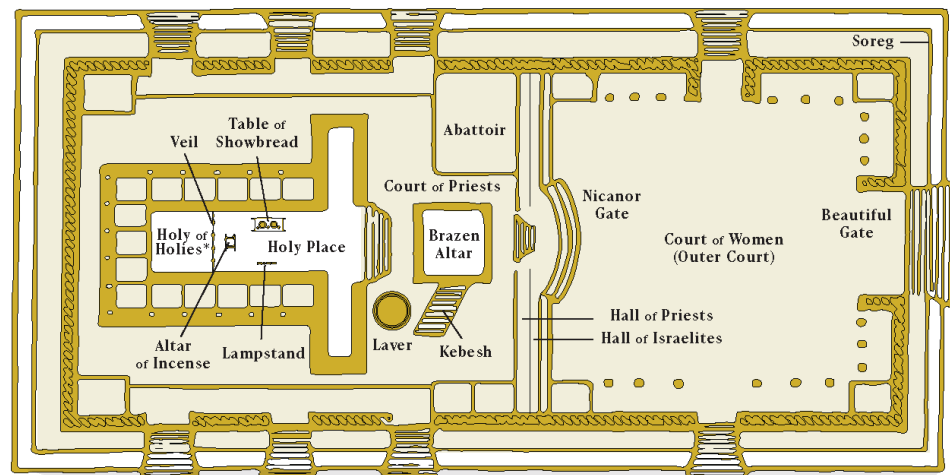 Soreg
Table of
Showbread
Veil
Abattoir
Court of Priests
Nicanor
Gate
Beautiful
Gate
Holy of
Holies*
Holy Place
Brazen
Altar
Court of Women
(Outer Court)
Hall of Priests
Hall of Israelites
Laver
Kebesh
Altar
of Incense
Lampstand